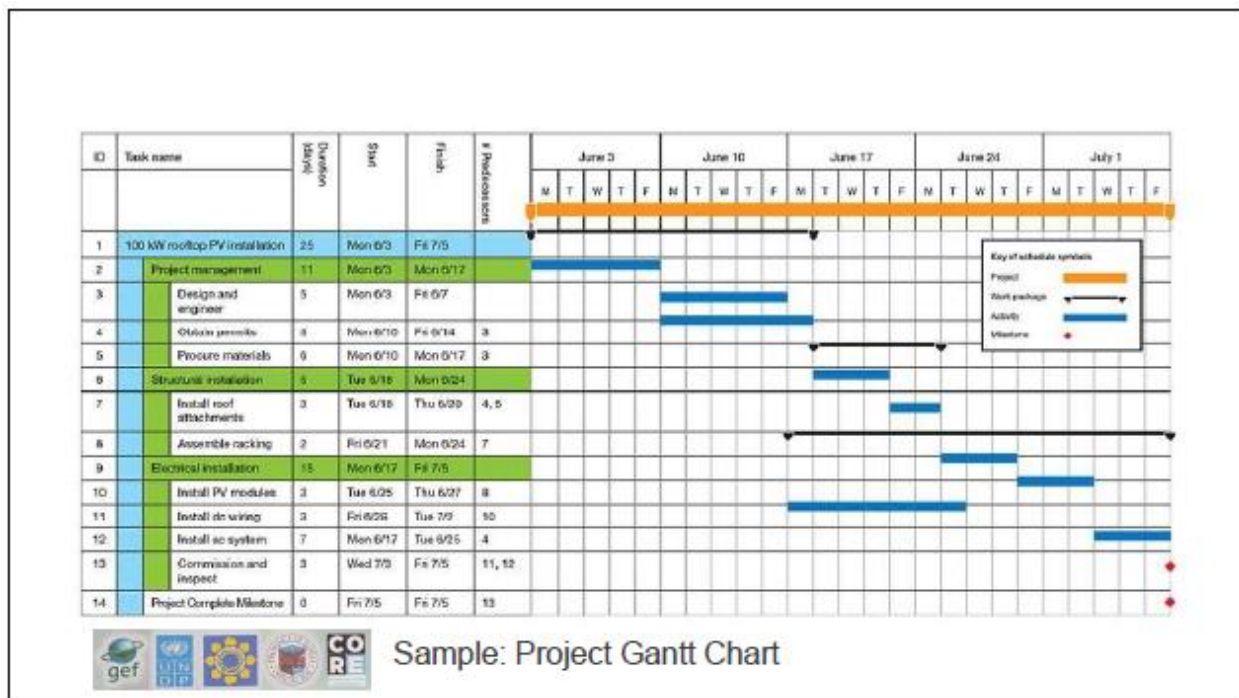 ID Task name Duration (days) Start Finish # Predecessors June 3 June 10 June 17 June 24 July 1
M T W T F M T W T F M T W T F M T W T F M T W T F
1 100 kW rooftop PV installation 25 Mon 6/3 Fri 7/5
2 Project management 11 Mon 6/3 Mon
3 Design and 5 Mon 6/3 Fri 6/7
engineer
4 Obtain permits Mon 6/10 Fri 6/14 3
5 Procure materials 6 Mon 6/10 Mon 6/17 3
6 Structural installation 5 Tue 6/18 Mon 6/24
7 Install roof 3 Tue 6/18 Thu 6/20 4, 5
attachments
8 Assemble racking 2 Fri 6/21 Mon 6/24 7
9 Electrical installation 15 Mon 6/17 Fri 7/5
10 Install PV modules 3 Tue 6/25 Thu 6/27 8
11 Install dc wiring 3 Fri 6/28 Tue 7/2 10
12 Install ac system 7 Mon 6/17 Tue 6/25 4
13 Commission and 3 Wed 7/3 Fri 7/5 11, 12
inspect
14 Project Complete Milestone 0 Fri 7/5 Fri 7/5 13
Key of schedule symbols
Project
Work package
Activity
Milestone
gef
UN
DP
CO
RE
Sample: Project Gantt Chart